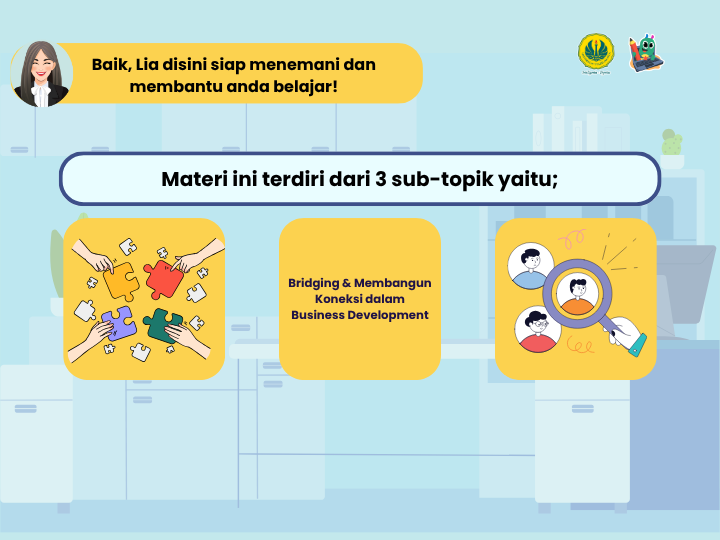 Baik, Lia disini siap menemani dan
membantu anda belajar!
Materi ini terdiri dari 3 sub-topik yaitu;
Bridging & Membangun
Koneksi dalam
Business Development